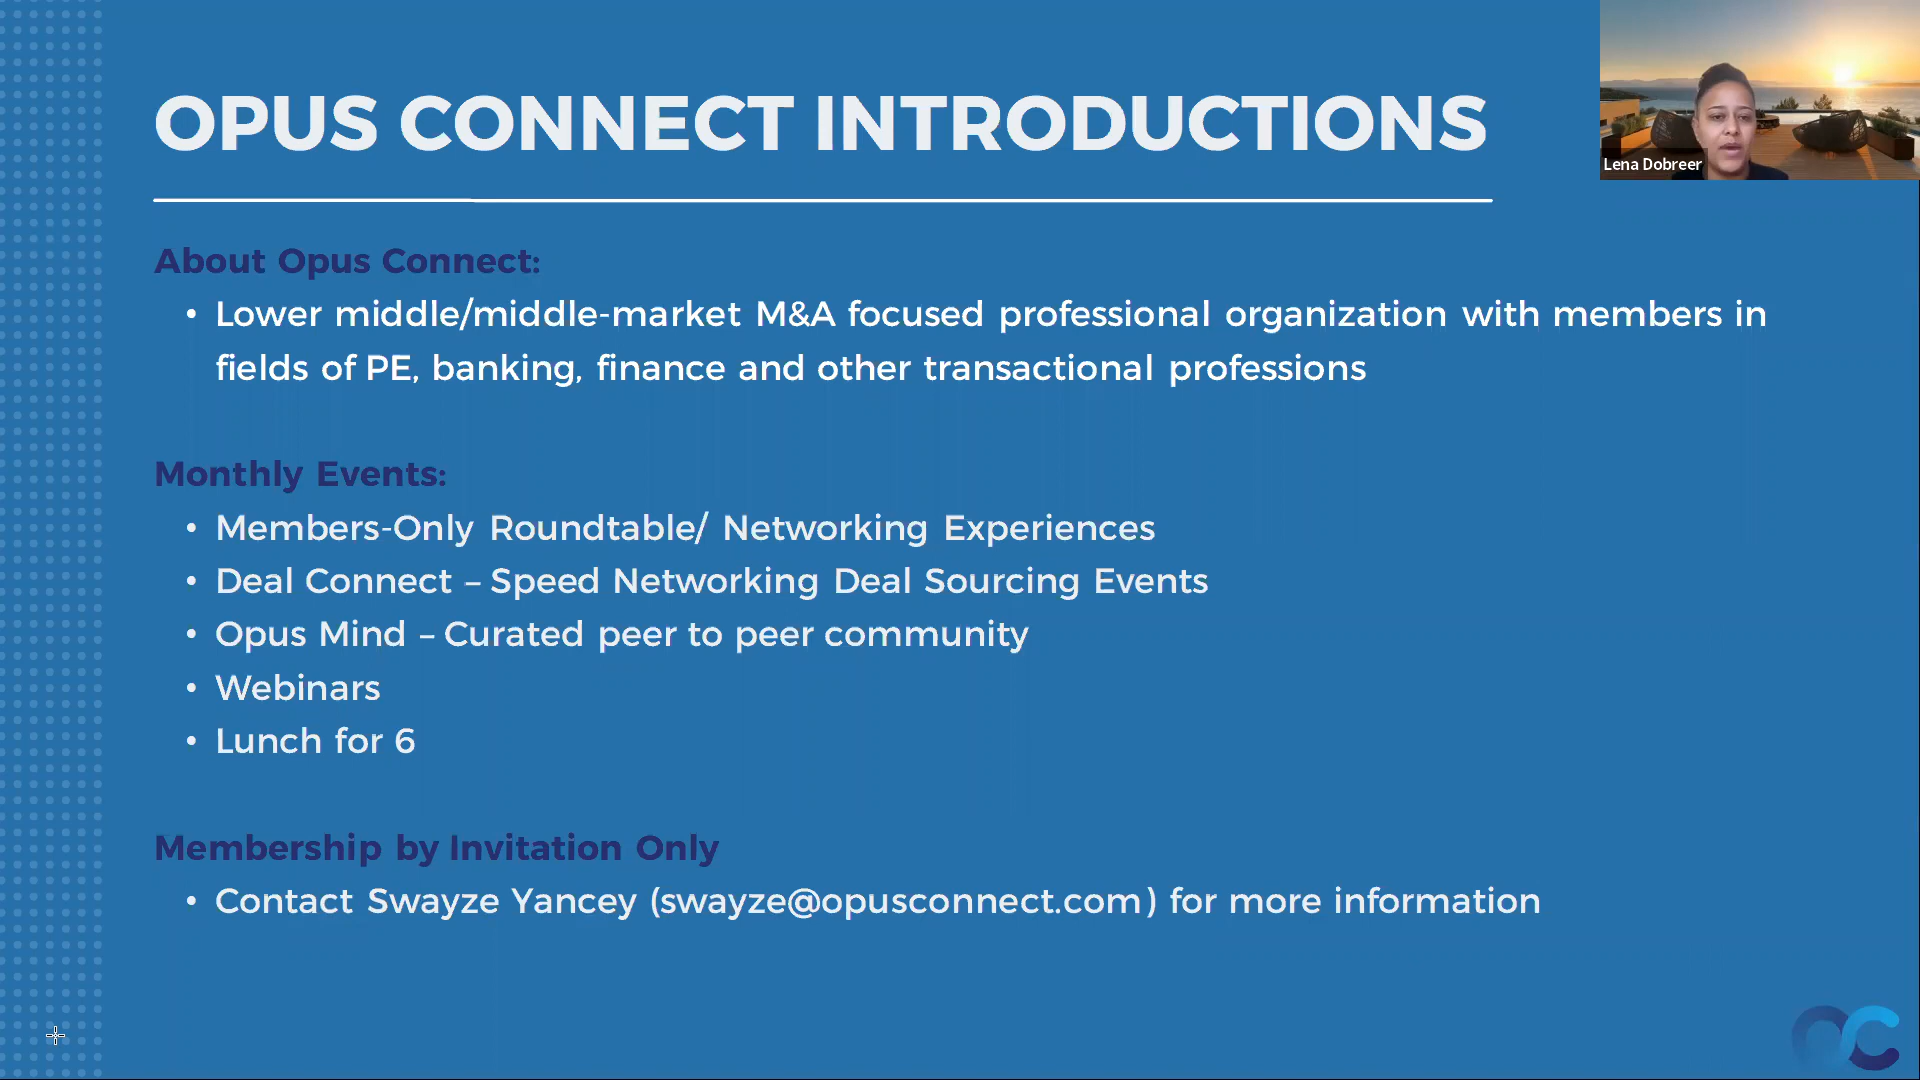 OPUS CONNECT INTRODUCTIONS
Lena Dobreer
About Opus Connect:
• Lower middle/middle-market M&A focused professional organization with members in
fields of PE, banking, finance and other transactional professions
Monthly Events:
• Members-Only Roundtable/ Networking Experiences
• Deal Connect – Speed Networking Deal Sourcing Events
• Opus Mind – Curated peer to peer community
• Webinars
• Lunch for 6
Membership by Invitation Only
• Contact Swayze Yancey (swayze@opusconnect.com) for more information
OC